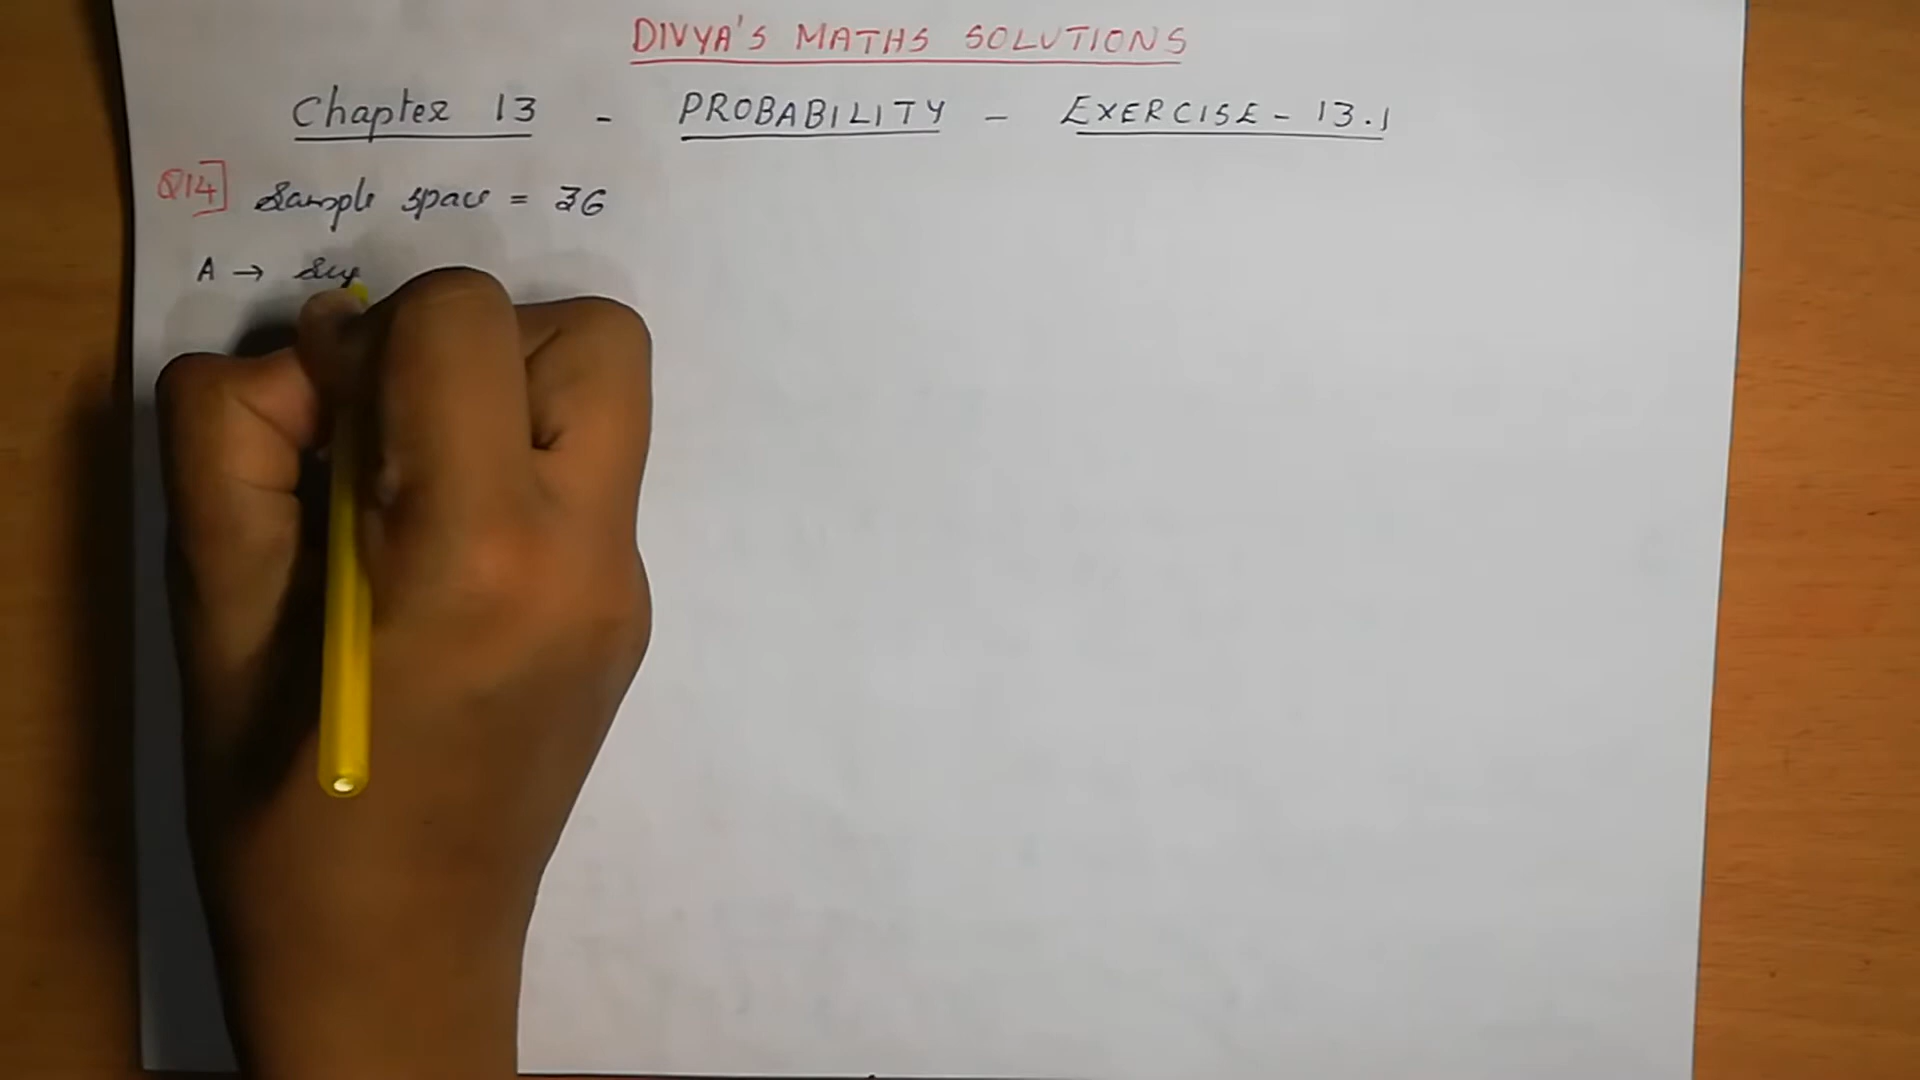 DIVYA'S MATHS SOLUTIONS
Chapter 13 - PROBABILITY - EXERCISE - 13.1
Q14] Sample space = 36
A →